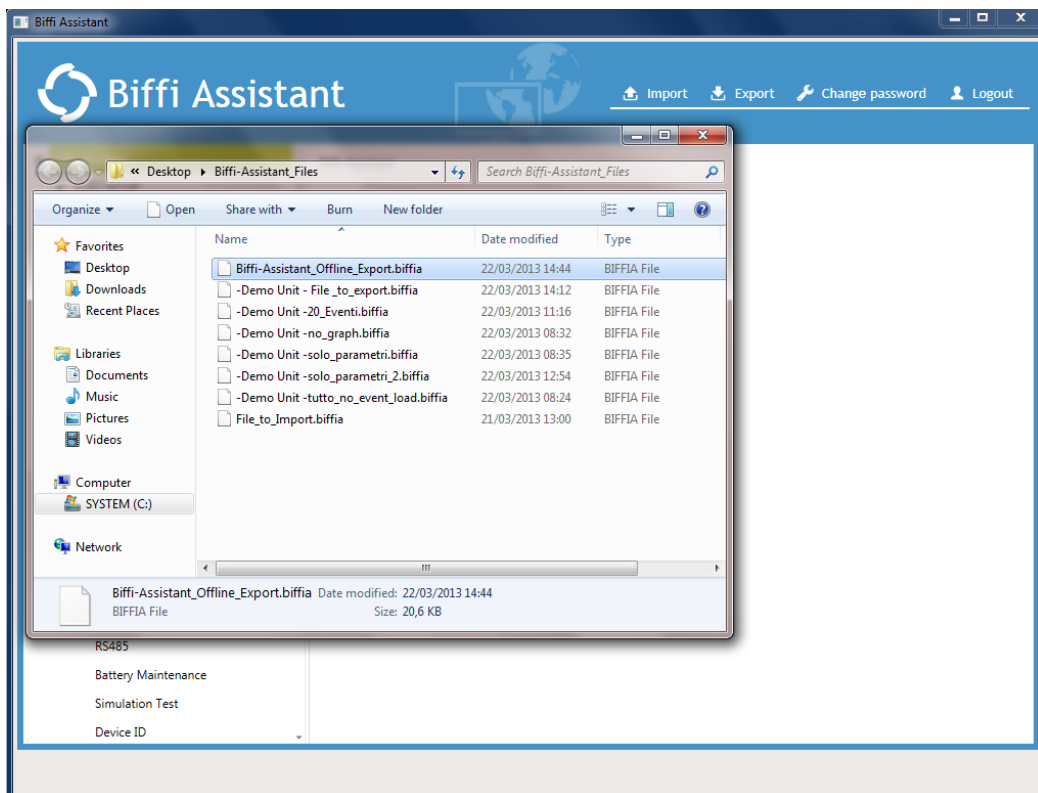 Biffi Assistant
Biffi Assistant
Import Export Change password Logout
« Desktop Biffi-Assistant_Files
Search Biffi-Assistant_Files
Organize Open Share with Burn New folder
Favorites
Desktop
Downloads
Recent Places
Libraries
Documents
Music
Pictures
Videos
Computer
SYSTEM (C:)
Network
Name Date modified Type
Biffi-Assistant_Offline_Export.biffia 22/03/2013 14:44 BIFFIA File
-Demo Unit - File _to_export.biffia 22/03/2013 14:12 BIFFIA File
-Demo Unit -20_Eventi.biffia 22/03/2013 11:16 BIFFIA File
-Demo Unit -no_graph.biffia 22/03/2013 08:32 BIFFIA File
-Demo Unit -solo_parametri.biffia 22/03/2013 08:35 BIFFIA File
-Demo Unit -solo_parametri_2.biffia 22/03/2013 12:54 BIFFIA File
-Demo Unit -tutto_no_event_load.biffia 22/03/2013 08:24 BIFFIA File
File_to_Import.biffia 21/03/2013 13:00 BIFFIA File
Biffi-Assistant_Offline_Export.biffia Date modified: 22/03/2013 14:44
BIFFIA File Size: 20,6 KB
RS485
Battery Maintenance
Simulation Test
Device ID